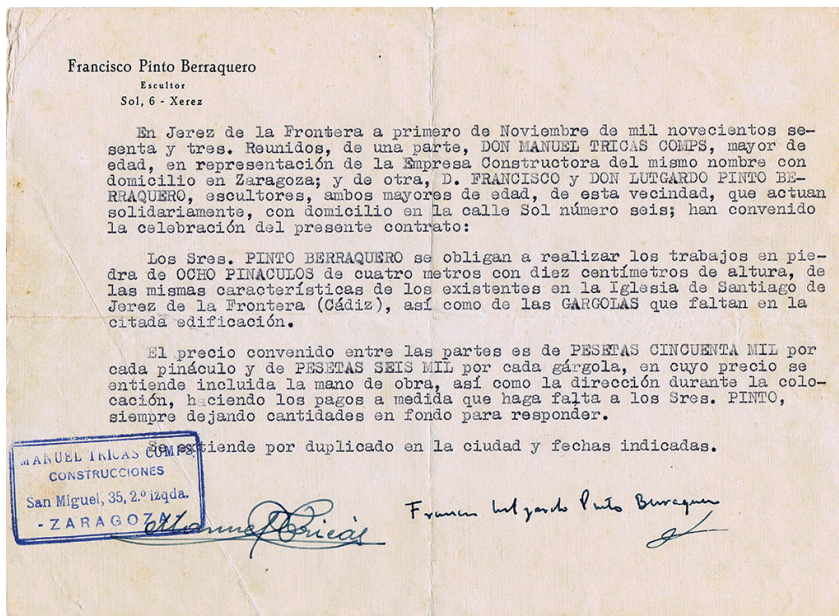 Francisco Pinto Berraquero
Escultor
Sol, 6 - Xerez
En Jerez de la Frontera a primero de Noviembre de mil novecientos se-
senta y tres. Reunidos, de una parte, DON MANUEL TRICAS COMPS, mayor de
edad, en representación de la Empresa Constructora del mismo nombre con
domicilio en Zaragoza; y de otra, D. FRANCISCO y DON LUTGARDO PINTO BE-
RRAQUERO, escultores, ambos mayores de edad, de esta vecindad, que actuan
solidariamente, con domicilio en la calle Sol número seis; han convenido
la celebración del presente contrato:
Los Sres. PINTO BERRAQUERO se obligan a realizar los trabajos en pie-
dra de OCHO PINACULOS de cuatro metros con diez centímetros de altura, de
las mismas características de los existentes en la Iglesia de Santiago de
Jerez de la Frontera (Cádiz), así como de las GARGOLAS que faltan en la
citada edificación.
El precio convenido entre las partes es de PESETAS CINCUENTA MIL por
cada pináculo y de PESETAS SEIS MIL por cada gárgola, en cuyo precio se
entiende incluida la mano de obra, así como la dirección durante la colo-
cación, haciendo los pagos a medida que haga falta a los Sres. PINTO,
siempre dejando cantidades en fondo para responder.
Se extiende por duplicado en la ciudad y fechas indicadas.
MANUEL TRICAS COMPS
CONSTRUCCIONES
San Miguel, 35, 2.º izqda.
- ZARAGOZA -
Manuel Tricás
Lutgardo Pinto Berraquero